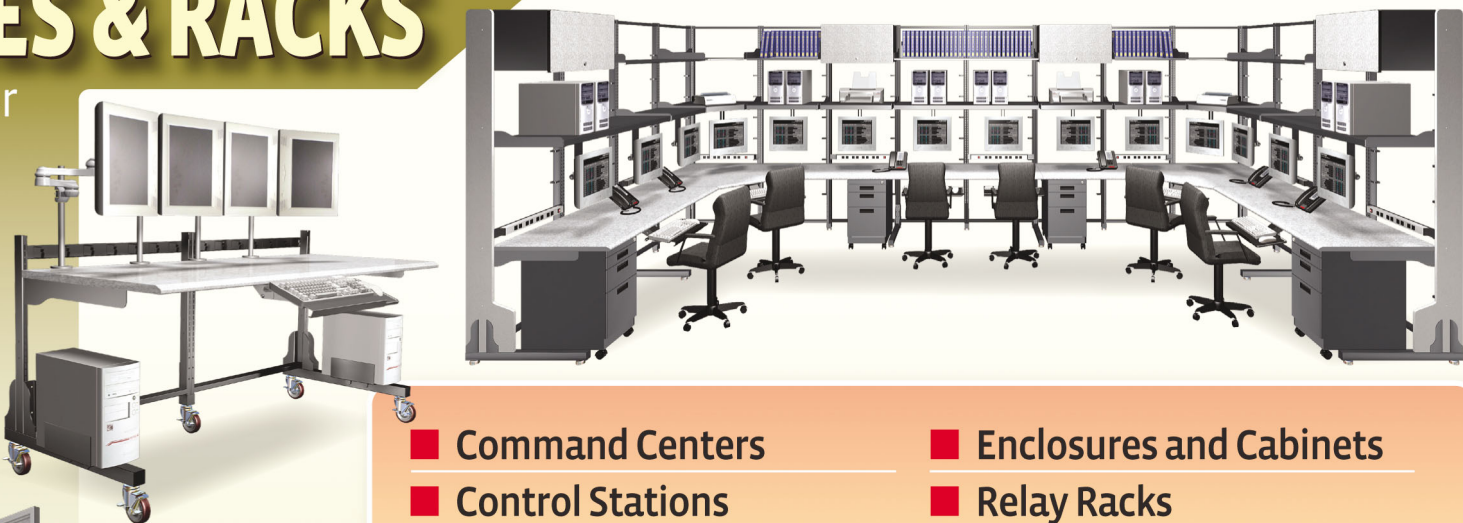 ES & RACKS
r
Command Centers
Control Stations
Enclosures and Cabinets
Relay Racks